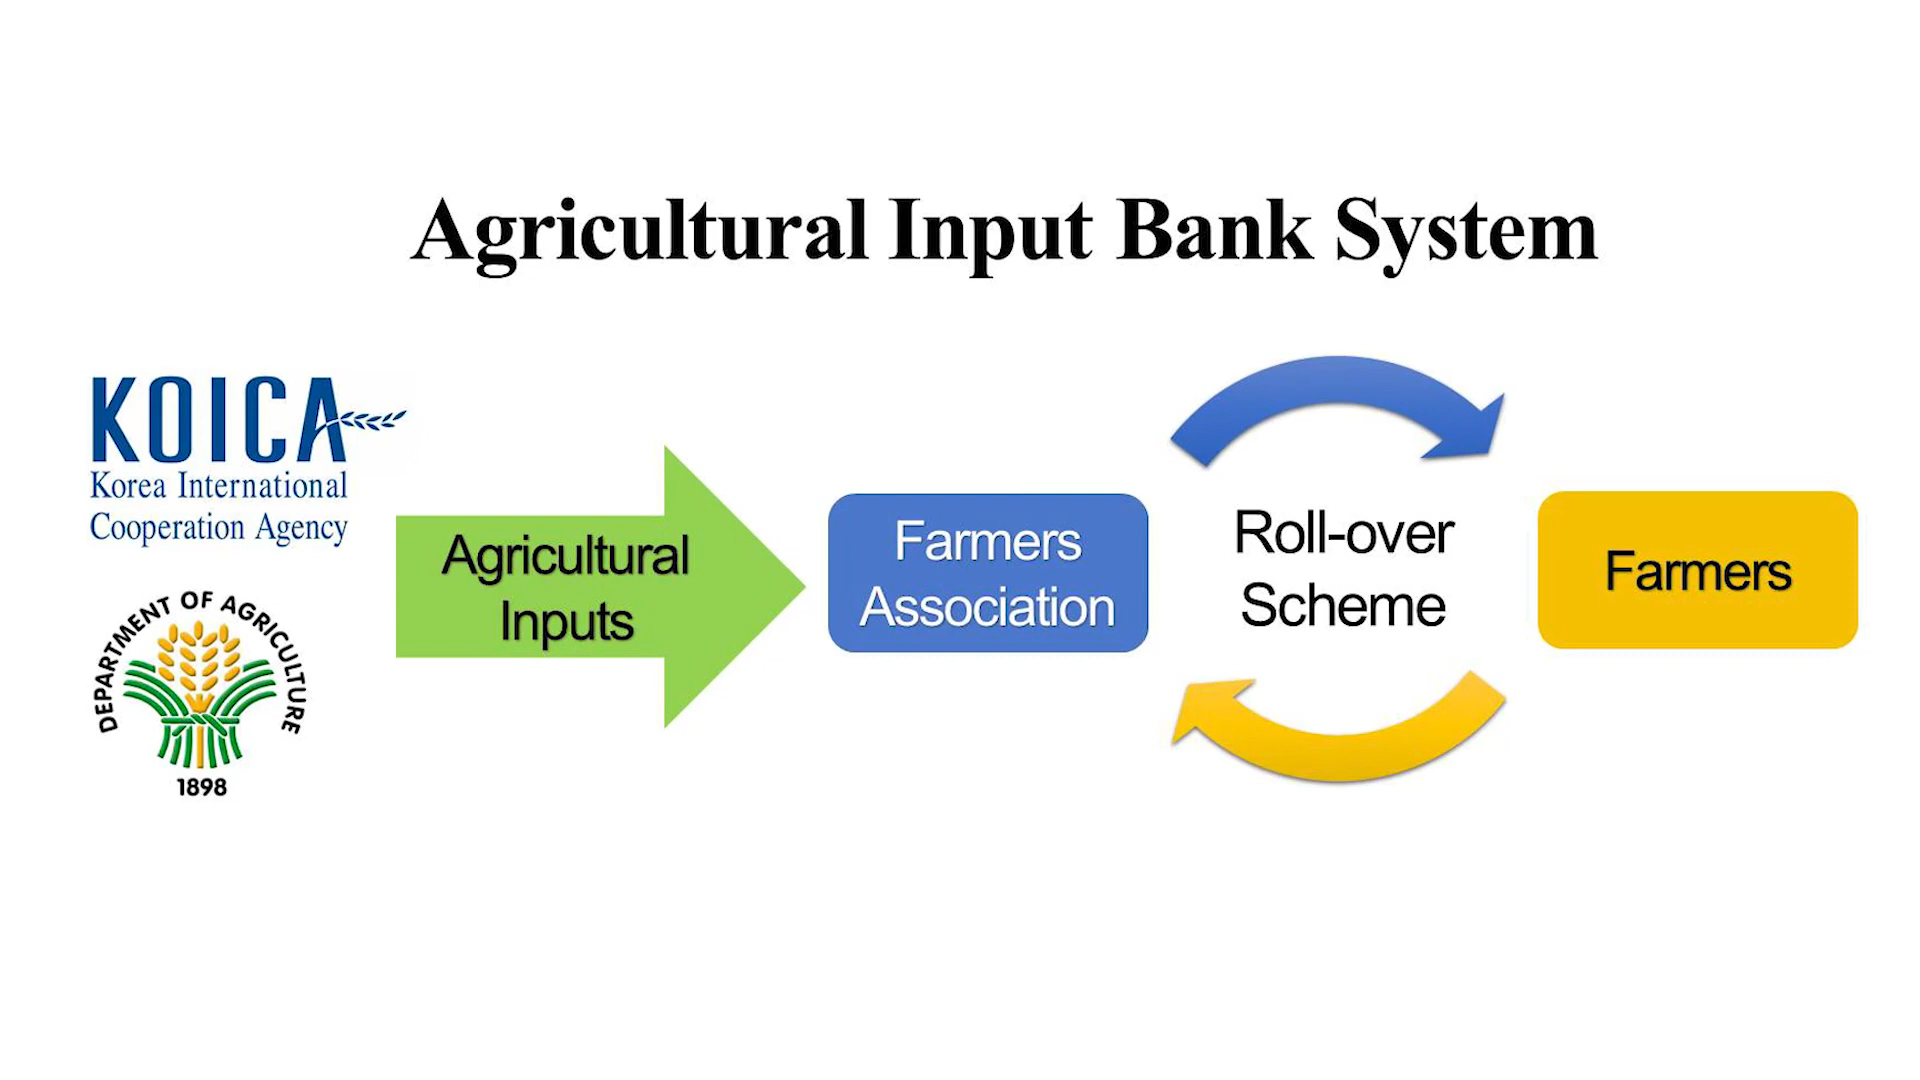 Agricultural Input Bank System
KOICA
Korea International
Cooperation Agency
DEPARTMENT OF AGRICULTURE
1898
Agricultural
Inputs
Farmers
Association
Roll-over
Scheme
Farmers